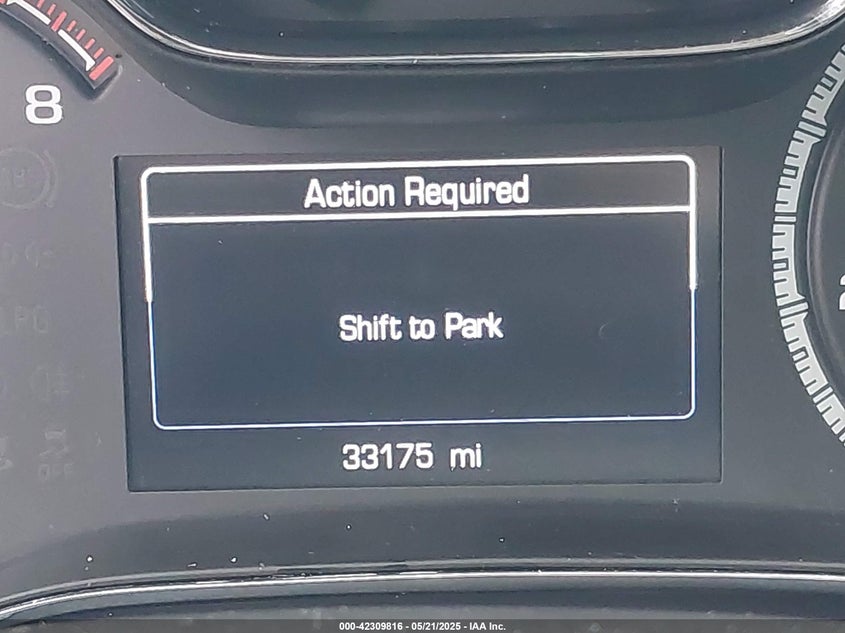 8
Action Required
Shift to Park
33175 mi
000-42309816 - 05/21/2025 - IAA Inc.